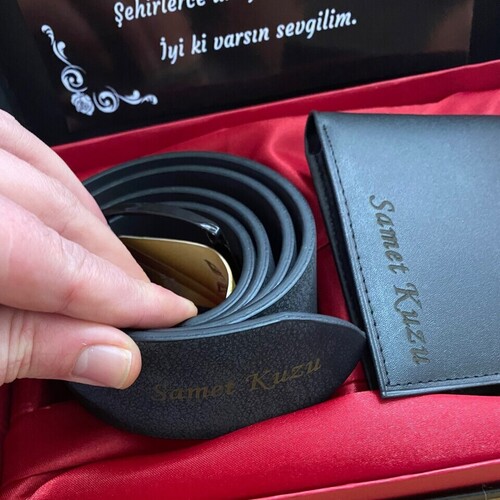 Şehirlerce
İyi ki varsın sevgilim.
Samet Kuzu
Samet Kuzu